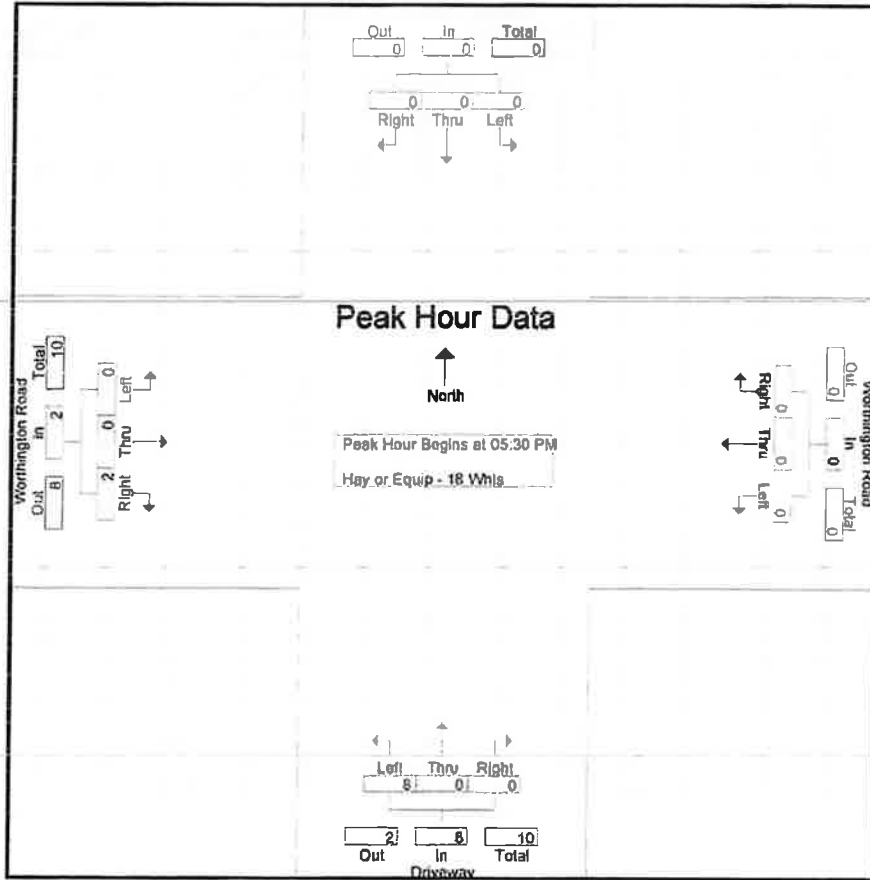 Out In Total
0 0 0
0 0 0
Right Thru Left
Peak Hour Data
North
Peak Hour Begins at 05:30 PM
Hay or Equip - 18 Whls
Worthington Road
Total In Out
10 2 8
0 0 2
Left Thru Right
Right Thru Left
0 0 0
Out In Total
0 0 0
Worthington Road
Left Thru Right
8 0 0
2 8 10
Out In Total
Driveway